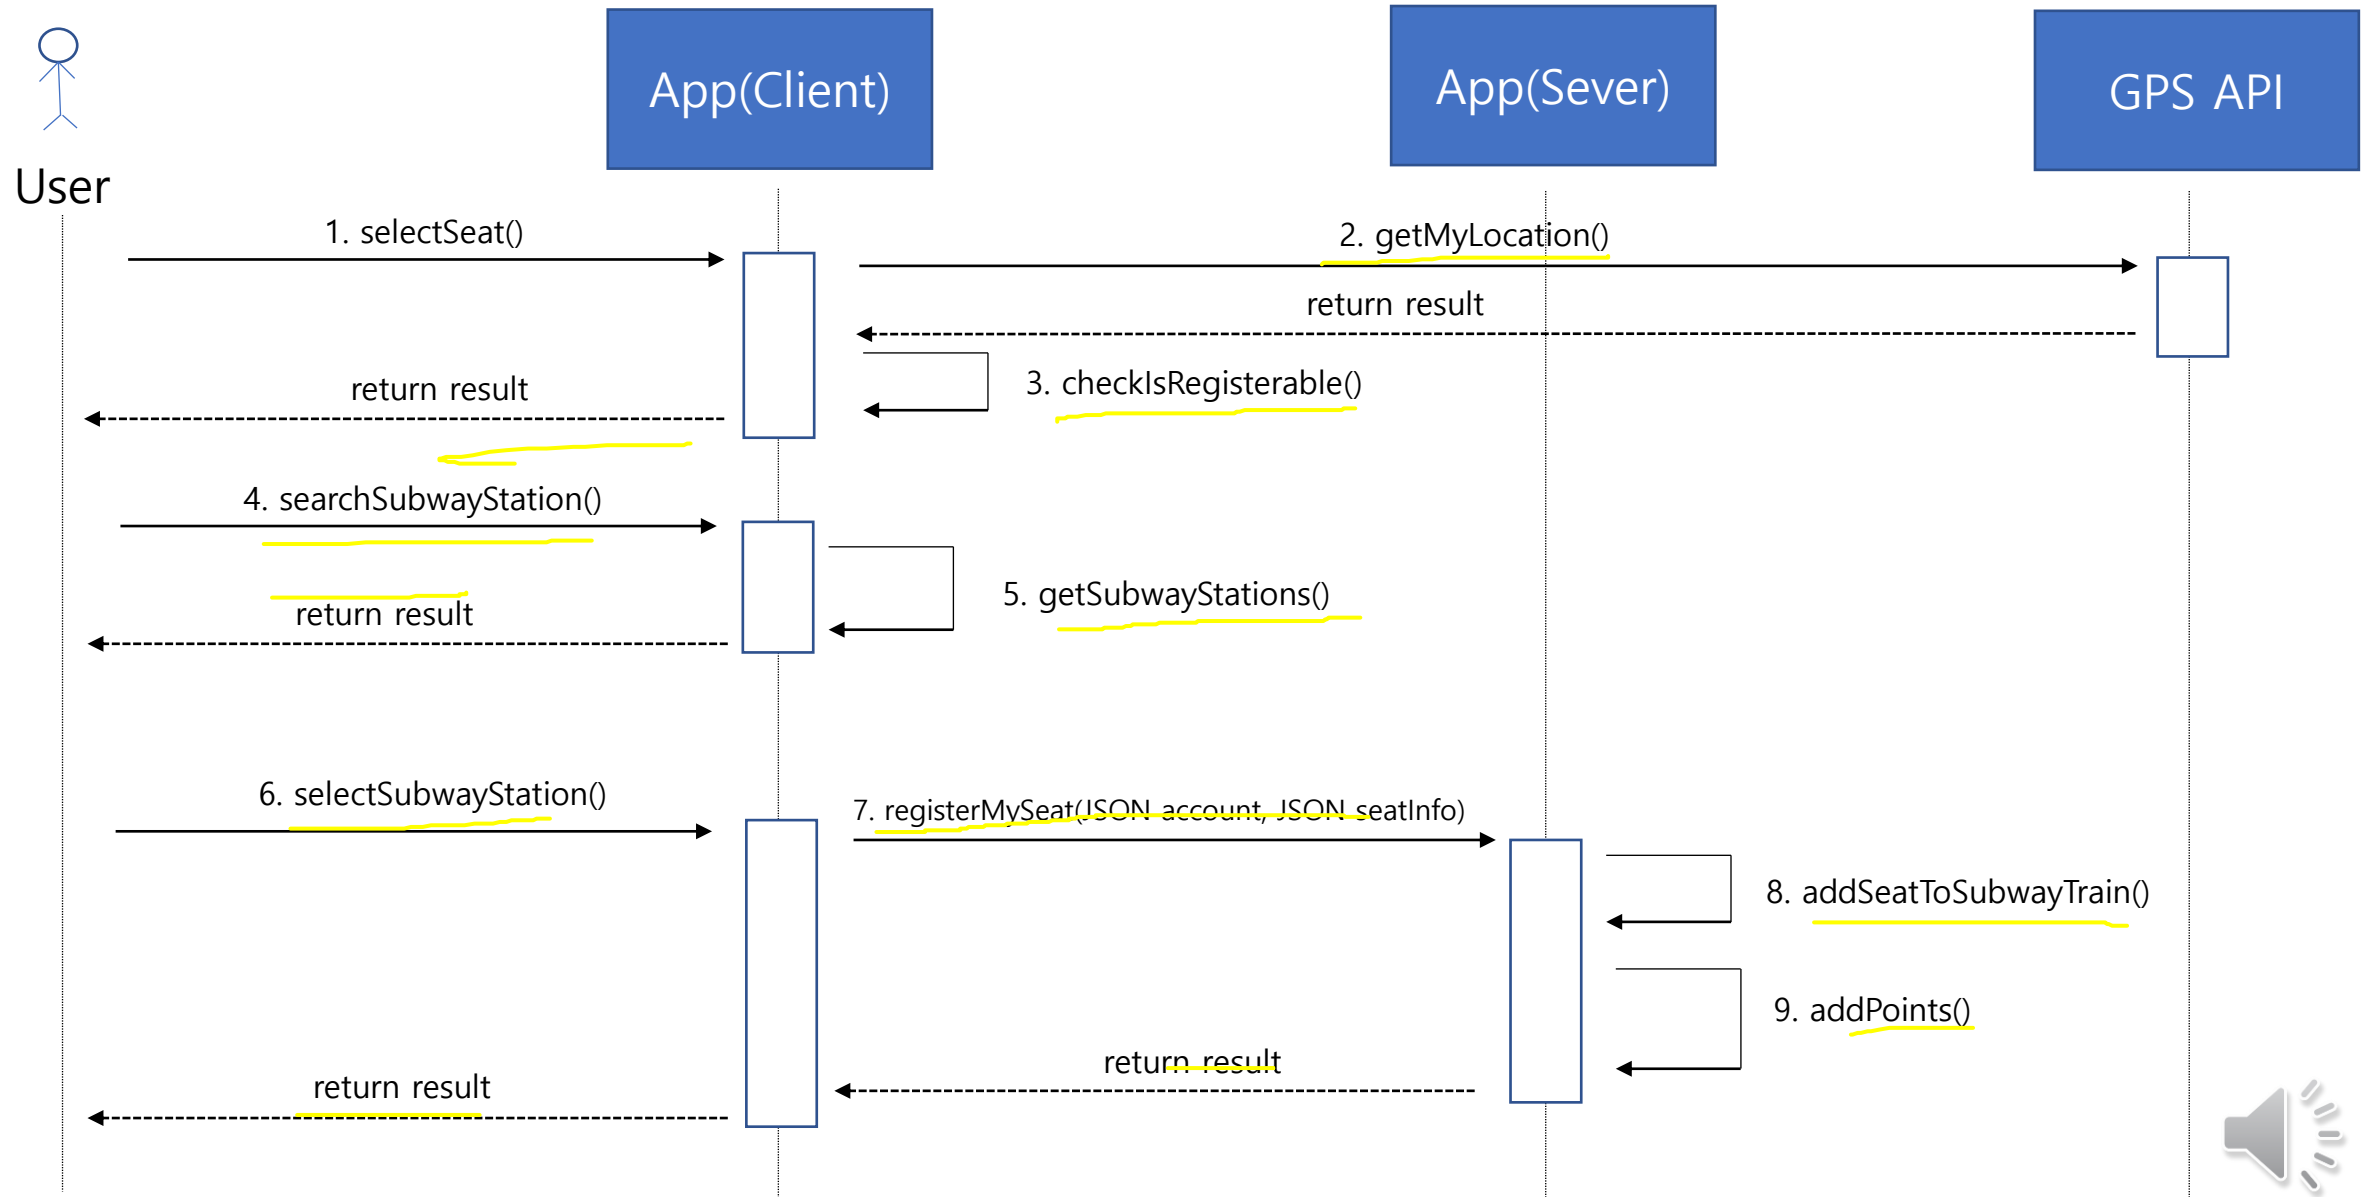 App(Client)
App(Sever)
GPS API
User
1. selectSeat()
2. getMyLocation()
return result
3. checkIsRegisterable()
return result
4. searchSubwayStation()
5. getSubwayStations()
return result
6. selectSubwayStation()
7. registerMySeat(JSON account, JSON seatInfo)
8. addSeatToSubwayTrain()
9. addPoints()
return result
return result